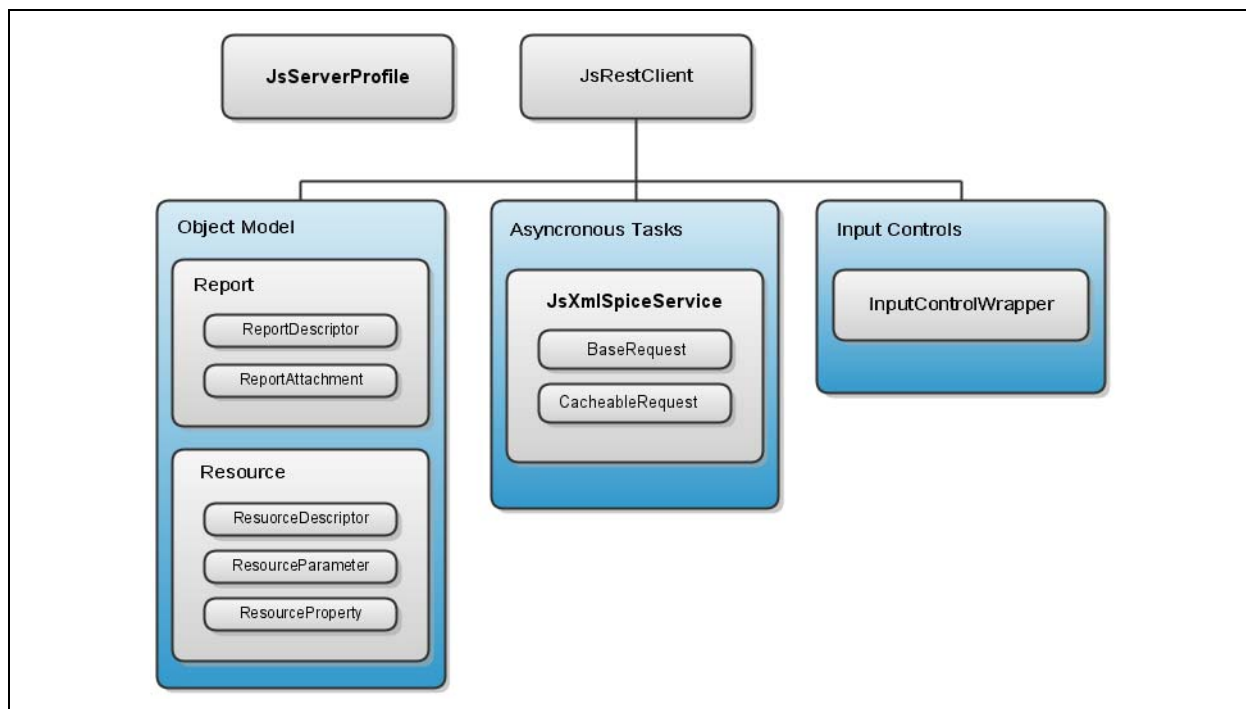 JsServerProfile
JsRestClient
Object Model
Report
ReportDescriptor
ReportAttachment
Resource
ResuorceDescriptor
ResourceParameter
ResourceProperty
Asyncronous Tasks
JsXmlSpiceService
BaseRequest
CacheableRequest
Input Controls
InputControlWrapper